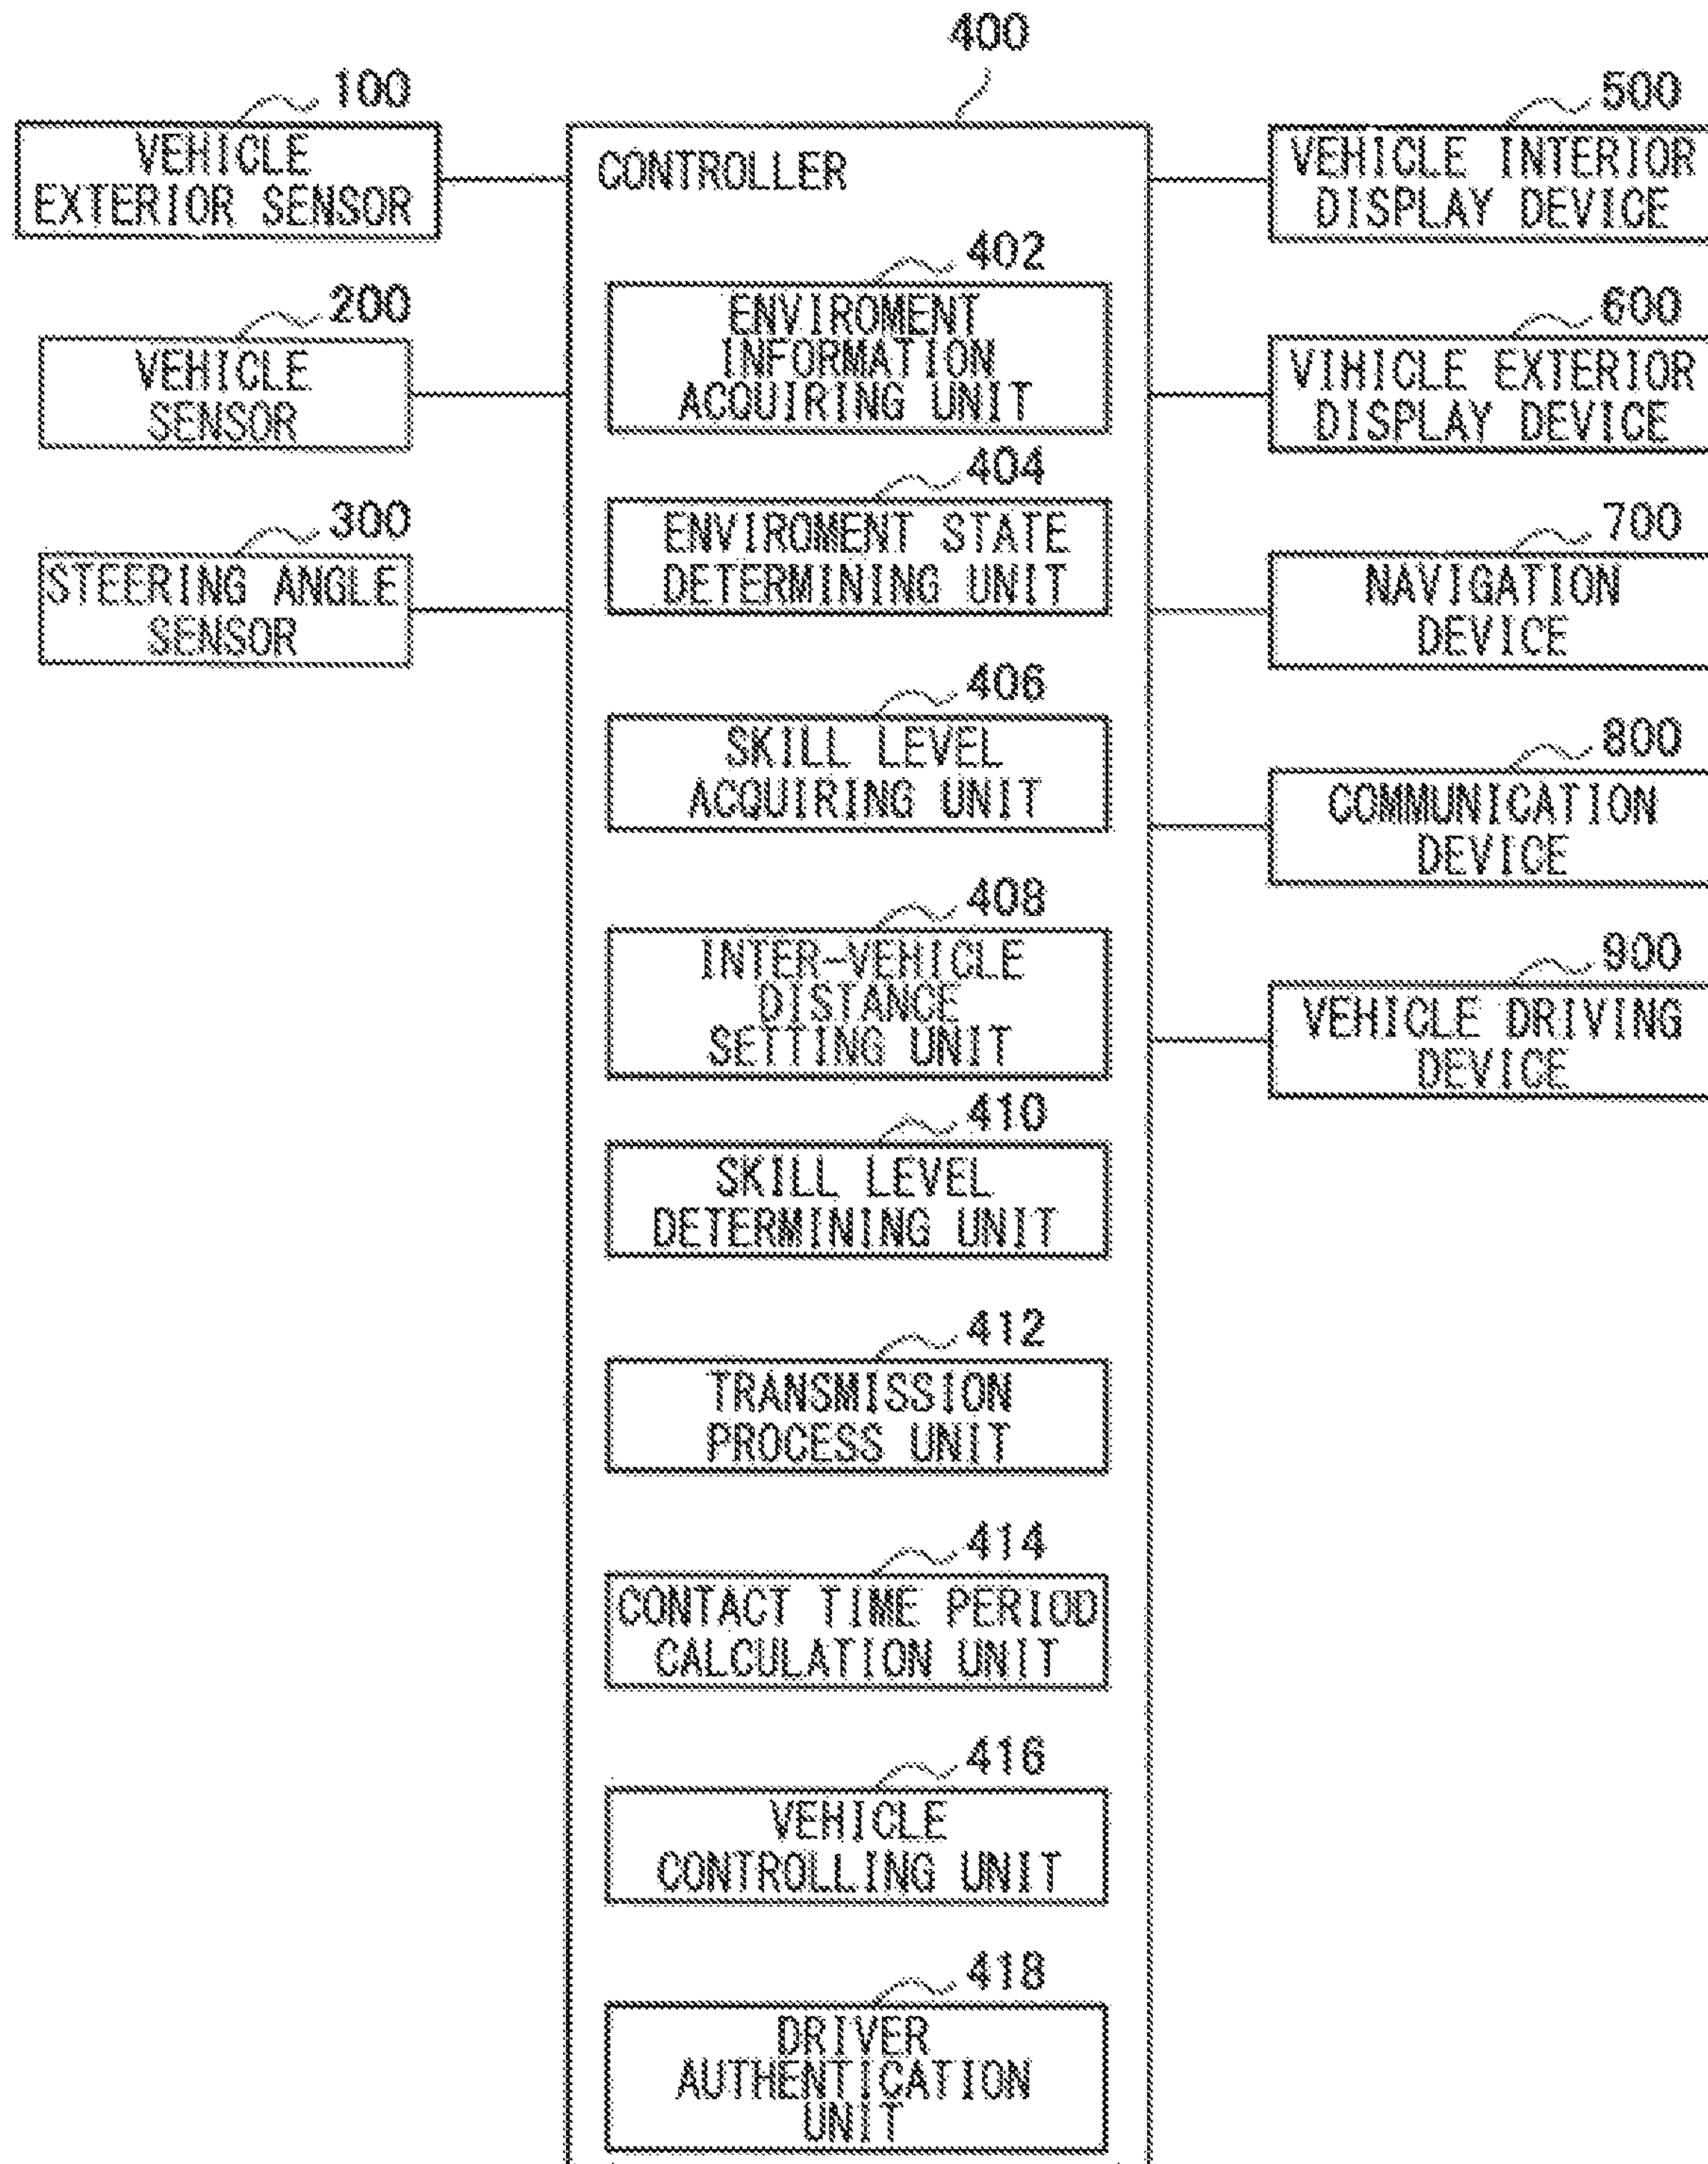 400
100
VEHICLE
EXTERIOR SENSOR
200
VEHICLE
SENSOR
300
STEERING ANGLE
SENSOR
CONTROLLER
402
ENVIROMENT
INFORMATION
ACQUIRING UNIT
404
ENVIROMENT STATE
DETERMINING UNIT
406
SKILL LEVEL
ACQUIRING UNIT
408
INTER-VEHICLE
DISTANCE
SETTING UNIT
410
SKILL LEVEL
DETERMINING UNIT
412
TRANSMISSION
PROCESS UNIT
414
CONTACT TIME PERIOD
CALCULATION UNIT
416
VEHICLE
CONTROLLING UNIT
418
DRIVER
AUTHENTICATION
UNIT
500
VEHICLE INTERIOR
DISPLAY DEVICE
600
VIHICLE EXTERIOR
DISPLAY DEVICE
700
NAVIGATION
DEVICE
800
COMMUNICATION
DEVICE
900
VEHICLE DRIVING
DEVICE